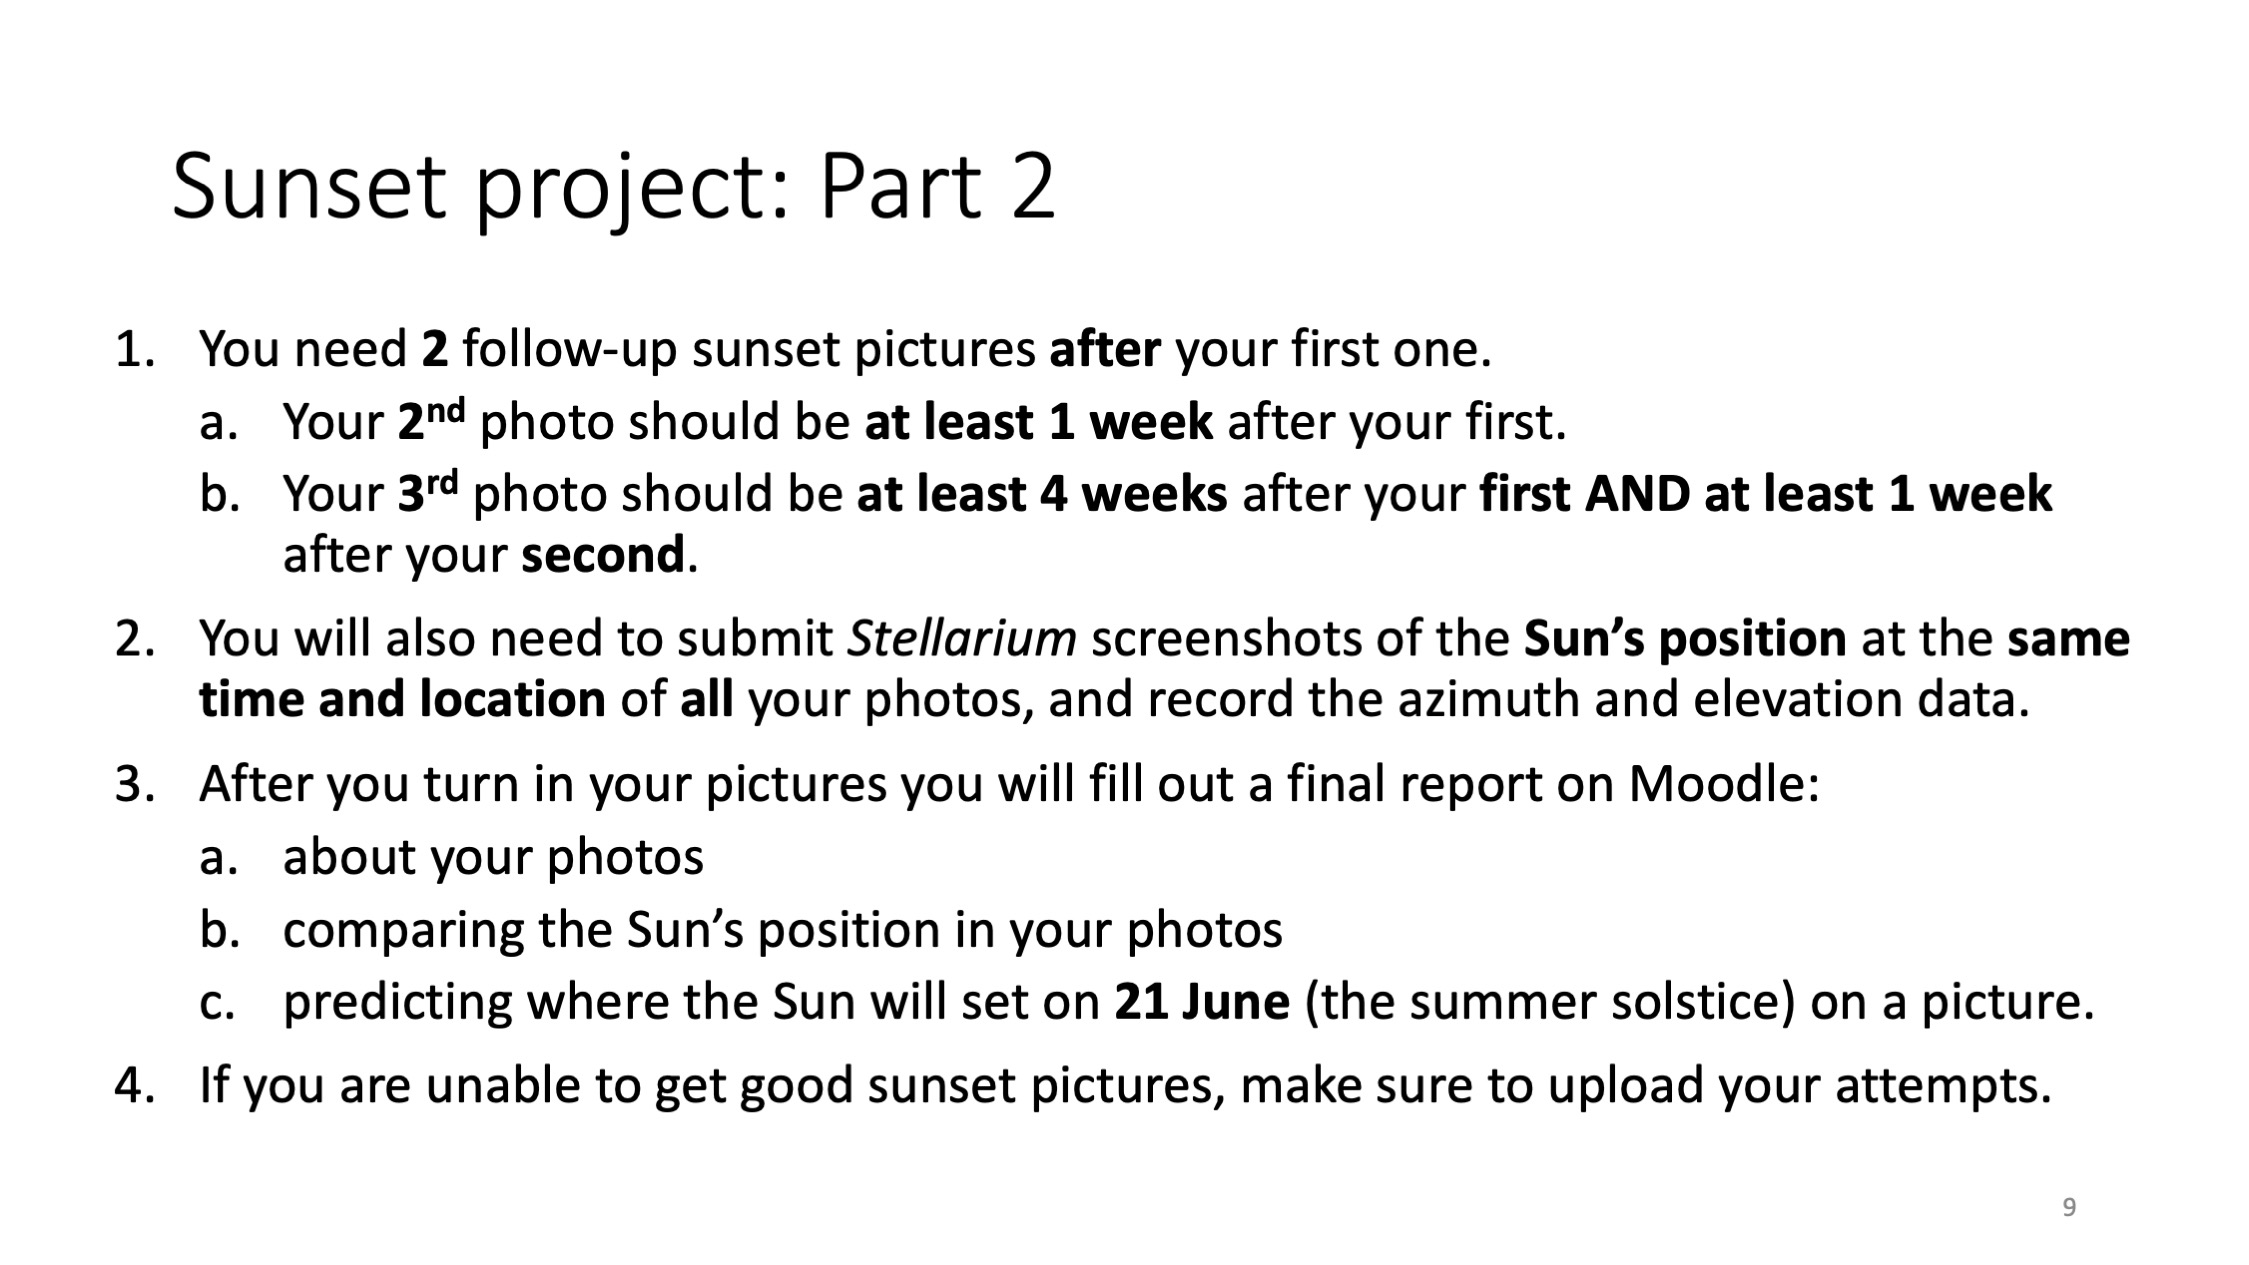 Sunset project: Part 2
1. You need 2 follow-up sunset pictures after your first one.
a. Your 2nd photo should be at least 1 week after your first.
b. Your 3rd photo should be at least 4 weeks after your first AND at least 1 week
after your second.
2. You will also need to submit Stellarium screenshots of the Sun’s position at the same
time and location of all your photos, and record the azimuth and elevation data.
3. After you turn in your pictures you will fill out a final report on Moodle:
a. about your photos
b. comparing the Sun’s position in your photos
c. predicting where the Sun will set on 21 June (the summer solstice) on a picture.
4. If you are unable to get good sunset pictures, make sure to upload your attempts.
9